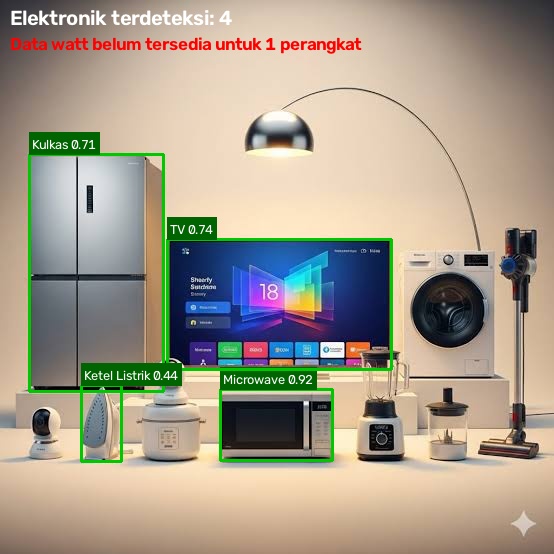 Elektronik terdeteksi: 4
Data watt belum tersedia untuk 1 perangkat
Kulkas 0.71
TV 0.74
18
Ketel Listrik 0.44
Microwave 0.92